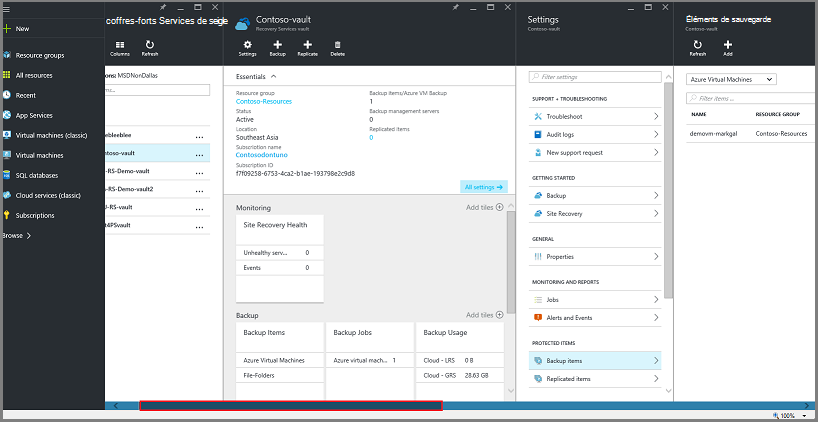 New
Resource groups
All resources
Recent
App Services
Virtual machines (classic)
Virtual machines
SQL databases
Cloud services (classic)
Subscriptions
Browse
coffres-forts Services de
Columns
Refresh
ons: MSDNonDallas
ms...
ebleeblee
ntoso-vault
-RS-Demo-vault
-RS-Demo-vault2
-RS-vault
t4PSvault
Contoso-vault
Recovery Services vault
Settings
Backup
Replicate
Delete
Essentials
Resource group
Contoso-Resources
Status
Active
Location
Southeast Asia
Subscription name
Contosodontuno
Subscription ID
f7f09258-6753-4ca2-b1ae-193798e2c9d8
Backup items/Azure VM Backup
1
Backup management servers
0
Replicated items
0
All settings
Monitoring
Add tiles
Site Recovery Health
Unhealthy serv... 0
Events 0
Backup
Add tiles
Backup Items
Azure Virtual Machines
File-Folders
Backup Jobs
Azure virtual mach... 1
Backup Usage
Cloud - LRS 0 B
Cloud - GRS 28.63 GB
Settings
Contoso-vault
Filter settings
SUPPORT + TROUBLESHOOTING
Troubleshoot
Audit logs
New support request
GETTING STARTED
Backup
Site Recovery
GENERAL
Properties
MONITORING AND REPORTS
Jobs
Alerts and Events
PROTECTED ITEMS
Backup items
Replicated items
Éléments de sauvegarde
Contoso-vault
Refresh
Add
Azure Virtual Machines
Filter items ...
NAME RESOURCE GROUP
demovm-markgal Contoso-Resources
100%